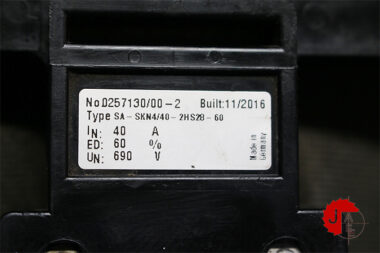 No.0257130/00-2 Built:11/2016
Type SA-SKN4/40-2HS2B-60
IN: 40 A
ED: 60 %
UN: 690 V
Made in
Germany